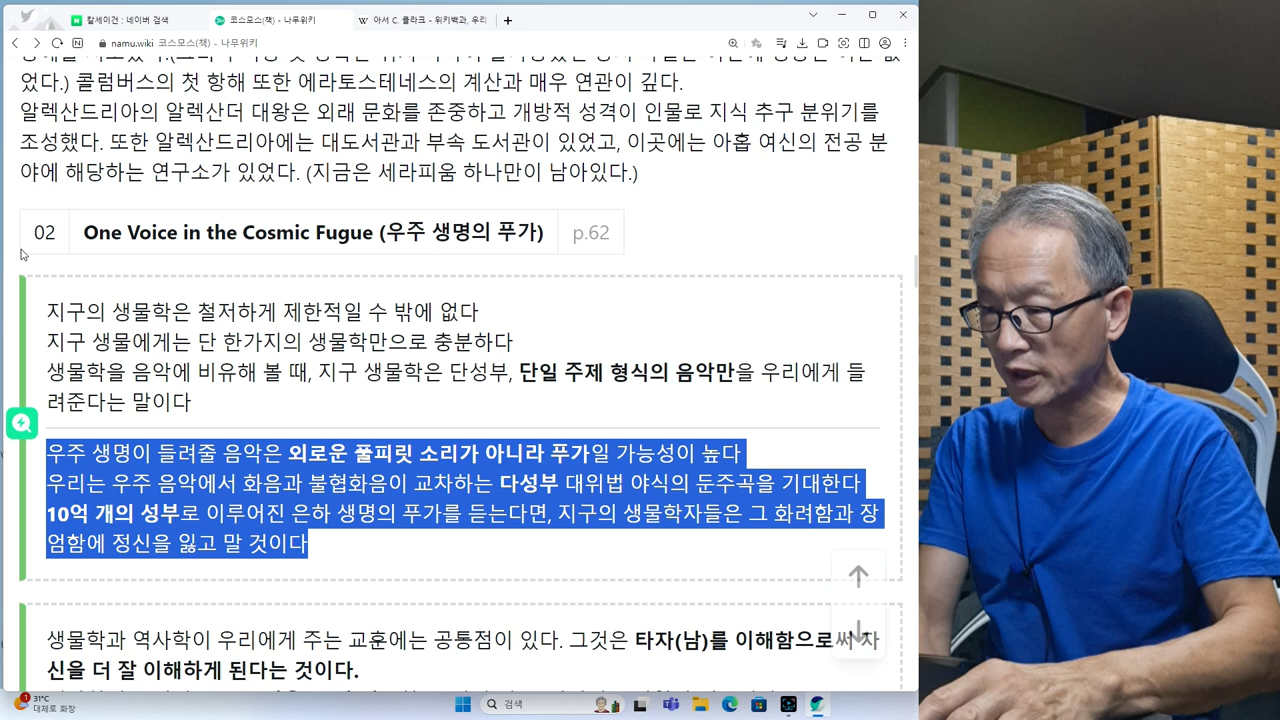 칼세이건 : 네이버 검색
코스모스(책) - 나무위키
아서 C. 클라크 - 위키백과, 우리
namu.wiki 코스모스(책) - 나무위키
었다.) 콜럼버스의 첫 항해 또한 에라토스테네스의 계산과 매우 연관이 깊다.
알렉산드리아의 알렉산더 대왕은 외래 문화를 존중하고 개방적 성격이 인물로 지식 추구 분위기를
조성했다. 또한 알렉산드리아에는 대도서관과 부속 도서관이 있었고, 이곳에는 아홉 여신의 전공 분
야에 해당하는 연구소가 있었다. (지금은 세라피움 하나만이 남아있다.)
02 One Voice in the Cosmic Fugue (우주 생명의 푸가) p.62
지구의 생물학은 철저하게 제한적일 수 밖에 없다
지구 생물에게는 단 한가지의 생물학만으로 충분하다
생물학을 음악에 비유해 볼 때, 지구 생물학은 단성부, 단일 주제 형식의 음악만을 우리에게 들
려준다는 말이다
우주 생명이 들려줄 음악은 외로운 풀피릿 소리가 아니라 푸가일 가능성이 높다
우리는 우주 음악에서 화음과 불협화음이 교차하는 다성부 대위법 야식의 둔주곡을 기대한다
10억 개의 성부로 이루어진 은하 생명의 푸가를 듣는다면, 지구의 생물학자들은 그 화려함과 장
엄함에 정신을 잃고 말 것이다
생물학과 역사학이 우리에게 주는 교훈에는 공통점이 있다. 그것은 타자(남)를 이해함으로써 자
신을 더 잘 이해하게 된다는 것이다.
1
31°C
대체로 화창
검색